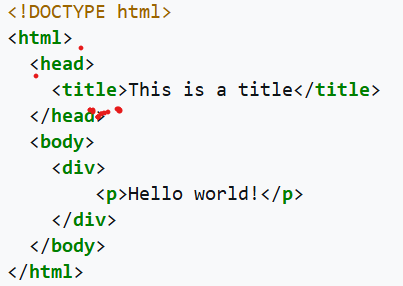 <!DOCTYPE html>
<html>
  <head>
    <title>This is a title</title>
  </head>
  <body>
    <div>
        <p>Hello world!</p>
    </div>
  </body>
</html>